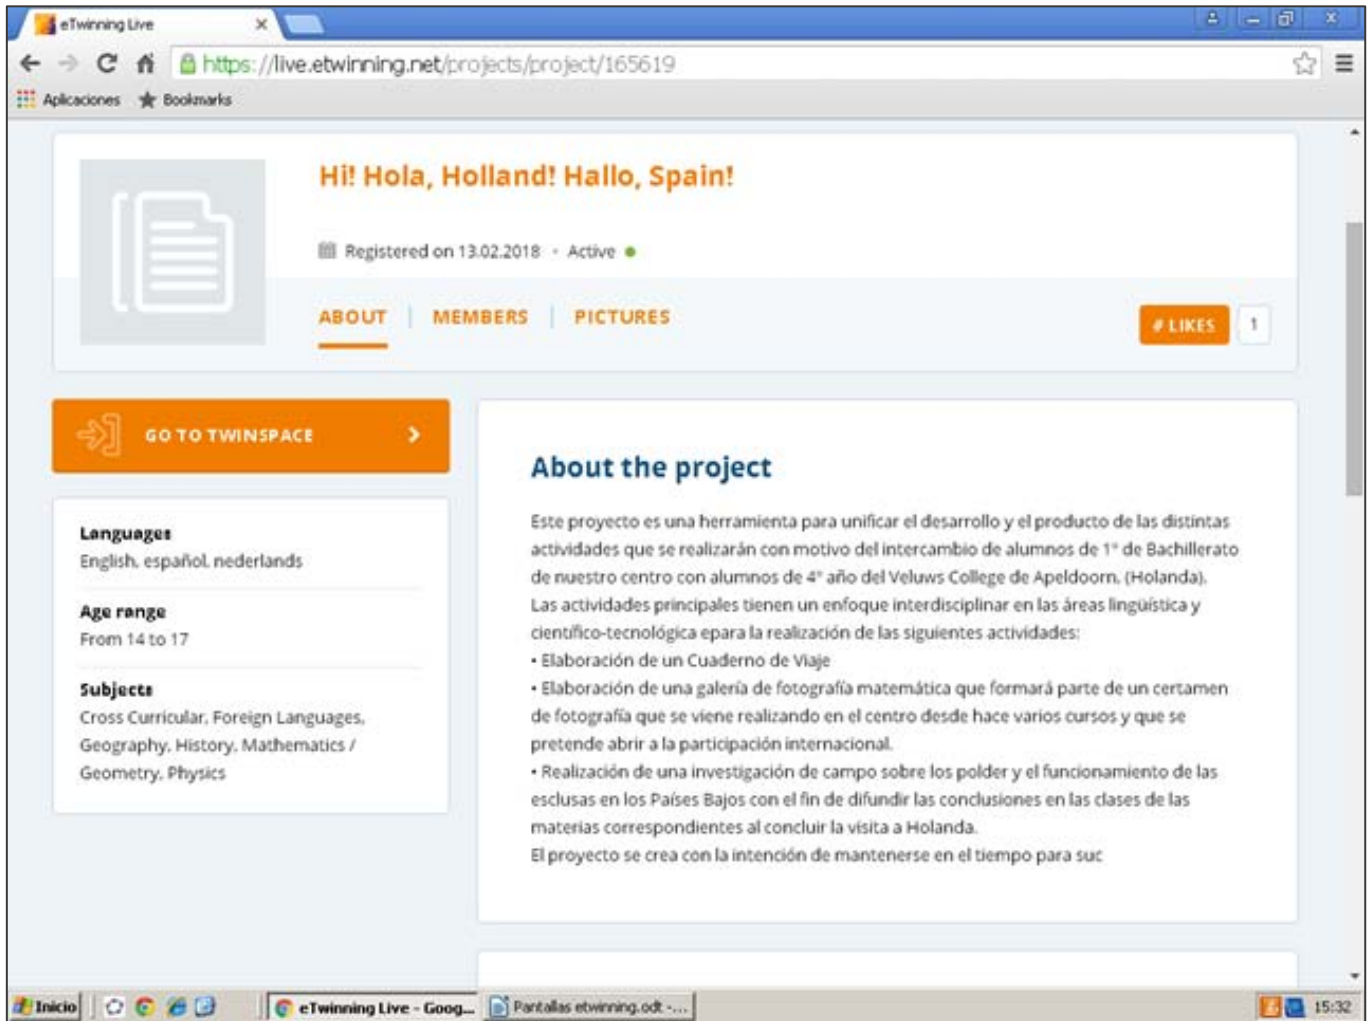 eTwinning Live
https://live.etwinning.net/projects/project/165619
Aplicaciones Bookmarks
Hi! Hola, Holland! Hallo, Spain!
Registered on 13.02.2018 • Active
ABOUT MEMBERS PICTURES
# LIKES 1
GO TO TWINSPACE
Languages
English, español, nederlands
Age range
From 14 to 17
Subjects
Cross Curricular, Foreign Languages,
Geography, History, Mathematics /
Geometry, Physics
About the project
Este proyecto es una herramienta para unificar el desarrollo y el producto de las distintas
actividades que se realizarán con motivo del intercambio de alumnos de 1º de Bachillerato
de nuestro centro con alumnos de 4º año del Veluws College de Apeldoorn, (Holanda).
Las actividades principales tienen un enfoque interdisciplinar en las áreas lingüística y
científico-tecnológica epara la realización de las siguientes actividades:
• Elaboración de un Cuaderno de Viaje
• Elaboración de una galería de fotografía matemática que formará parte de un certamen
de fotografía que se viene realizando en el centro desde hace varios cursos y que se
pretende abrir a la participación internacional.
• Realización de una investigación de campo sobre los polder y el funcionamiento de las
esclusas en los Países Bajos con el fin de difundir las conclusiones en las clases de las
materias correspondientes al concluir la visita a Holanda.
El proyecto se crea con la intención de mantenerse en el tiempo para suc
Inicio eTwinning Live - Goog... Pantallas etwinning.odt -... 15:32